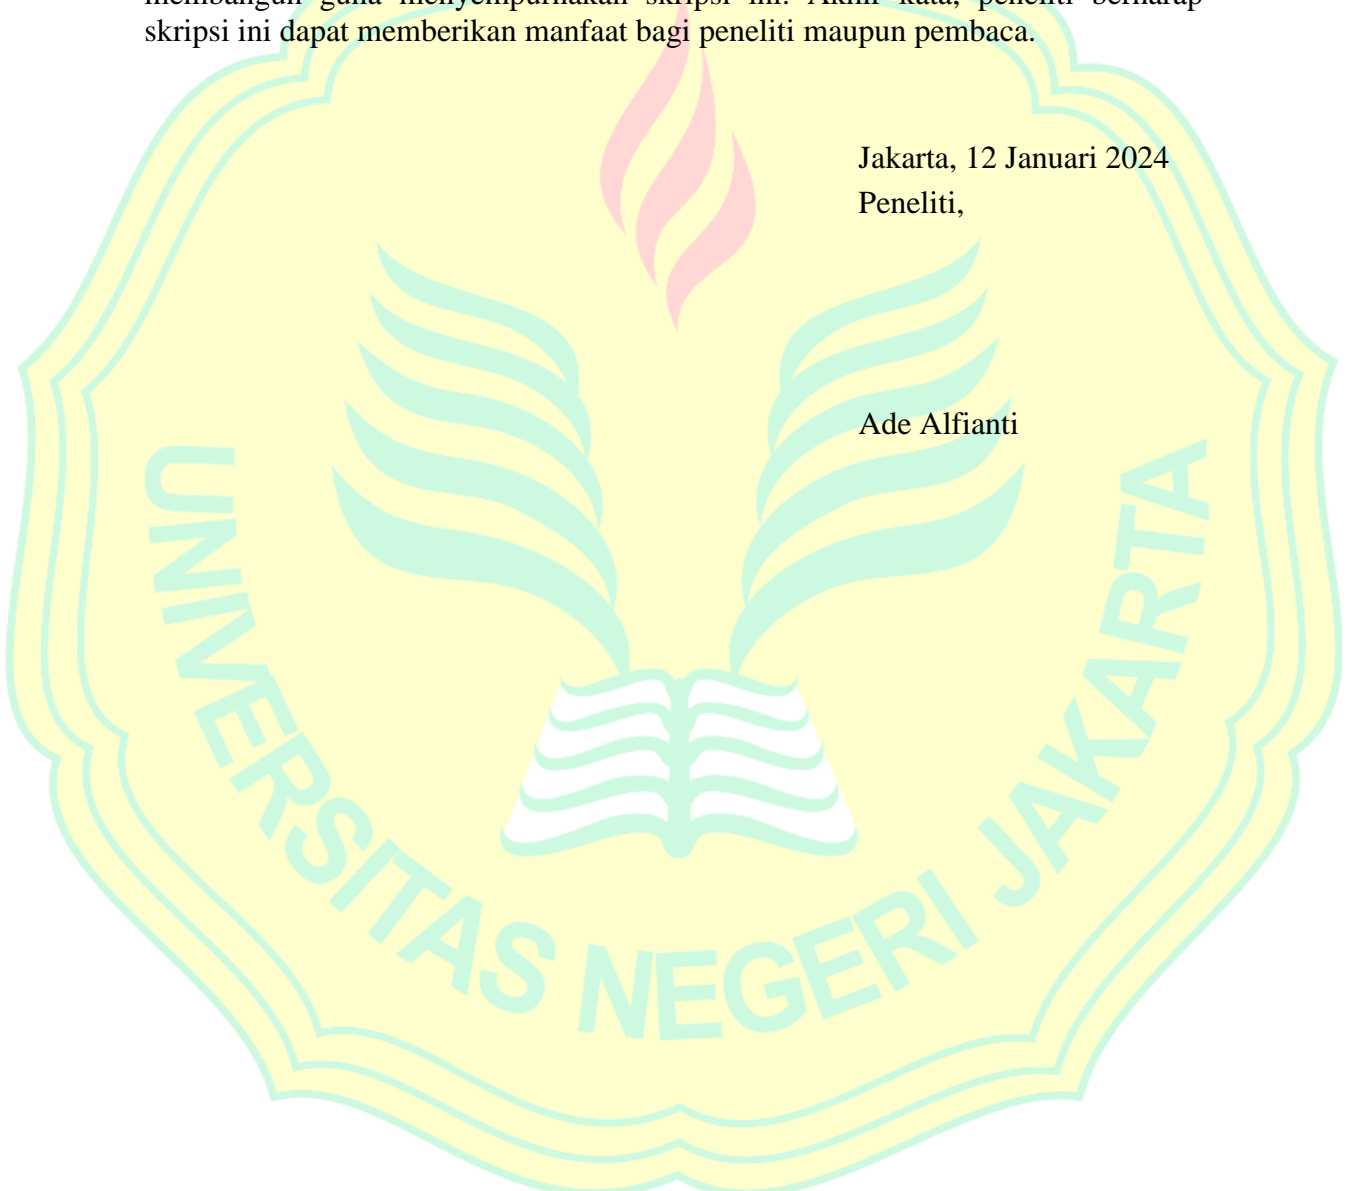 membangun guna menyempurnakan skripsi ini. Akhir kata, peneliti berharap
skripsi ini dapat memberikan manfaat bagi peneliti maupun pembaca.
Jakarta, 12 Januari 2024
Peneliti,
Ade Alfianti
UNIVERSITAS NEGERI JAKARTA